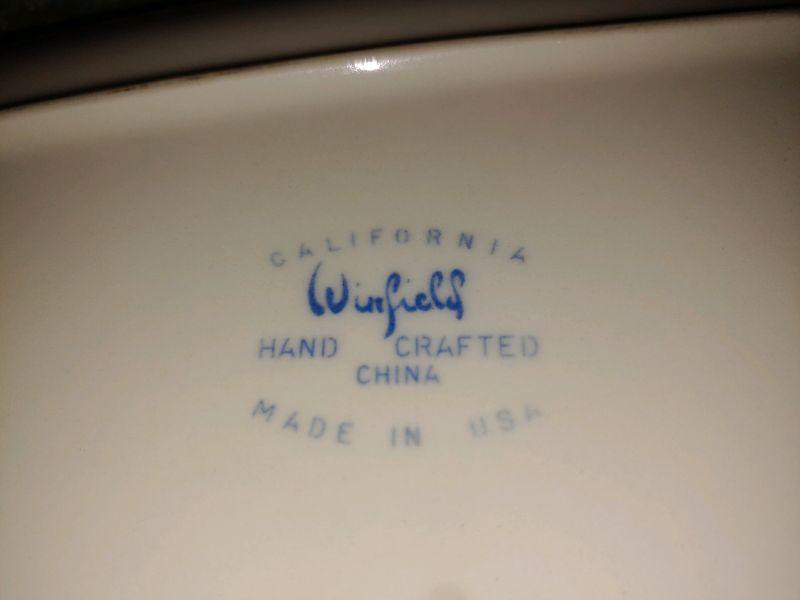 CALIFORNIA
Winfield
HAND CRAFTED
CHINA
MADE IN USA